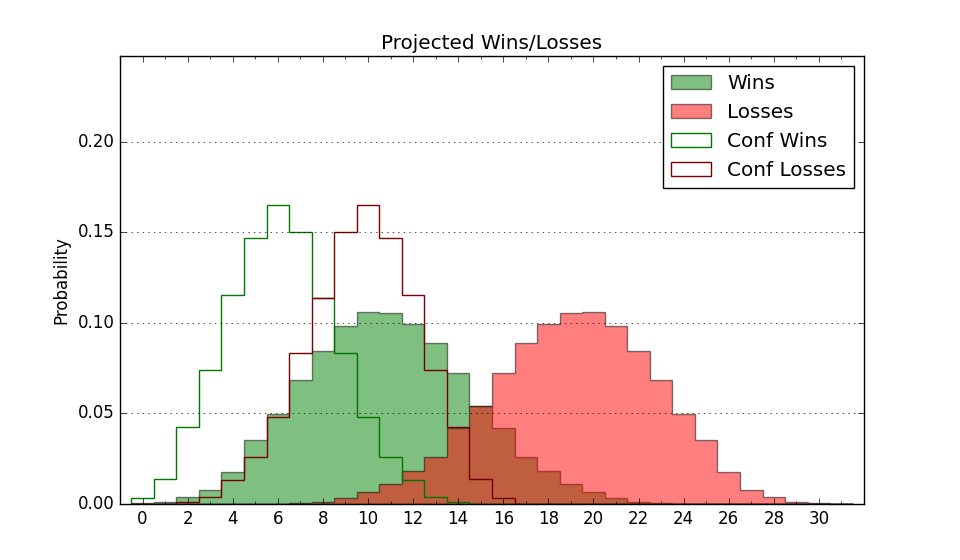 Projected Wins/Losses
Wins
Losses
Conf Wins
Conf Losses
Probability
0.20
0.15
0.10
0.05
0.00
0 2 4 6 8 10 12 14 16 18 20 22 24 26 28 30